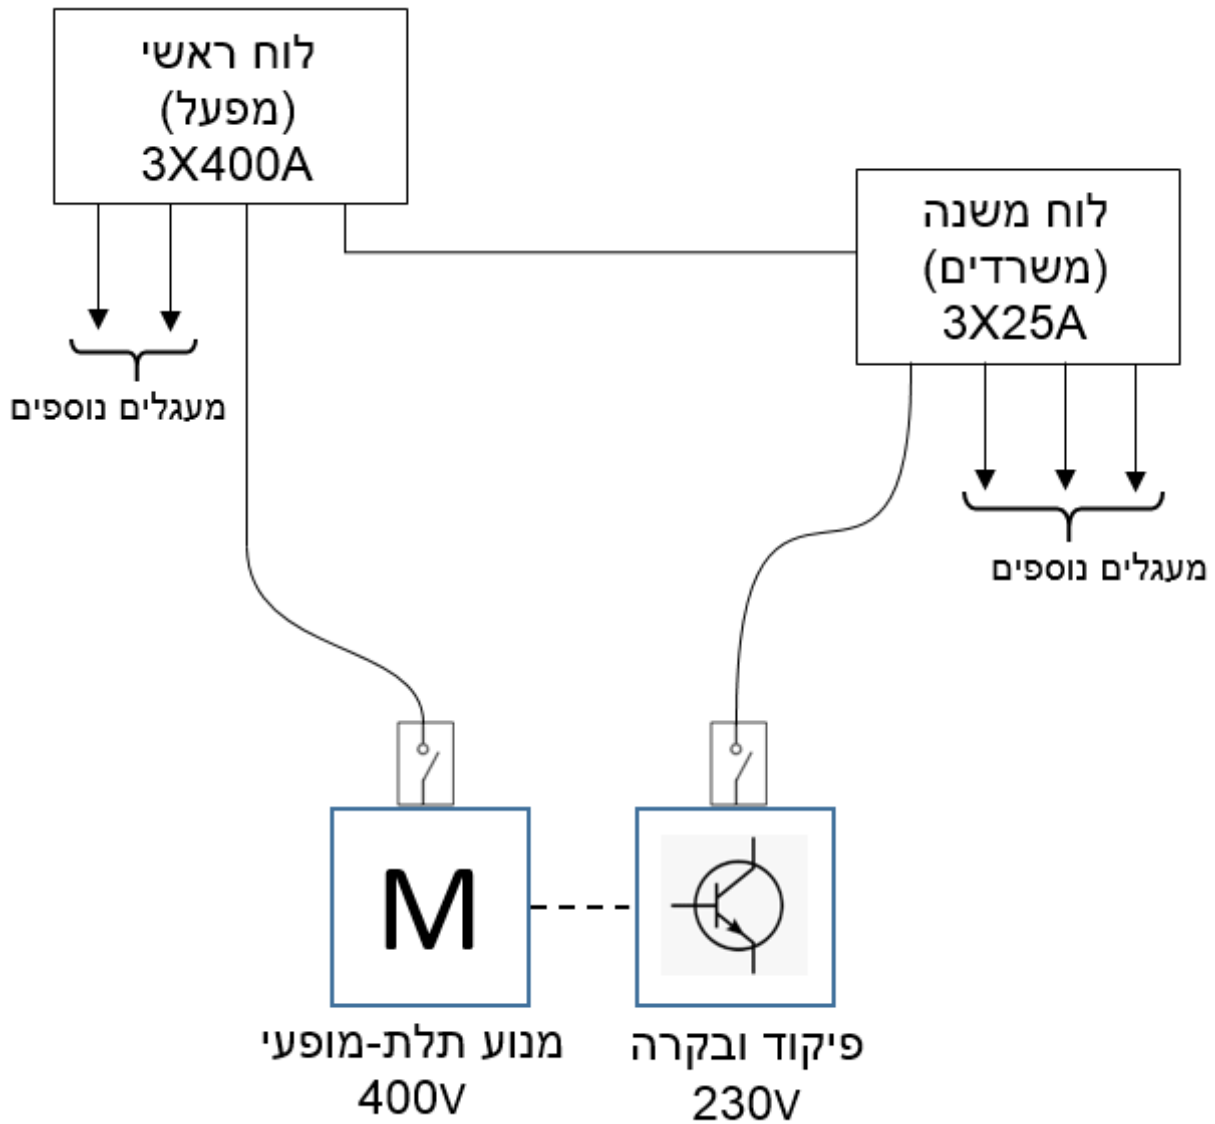 לוח ראשי
(מפעל)
3X400A
לוח משנה
(משרדים)
3X25A
מעגלים נוספים
מעגלים נוספים
M
מנוע תלת-מופעי
400V
פיקוד ובקרה
230V